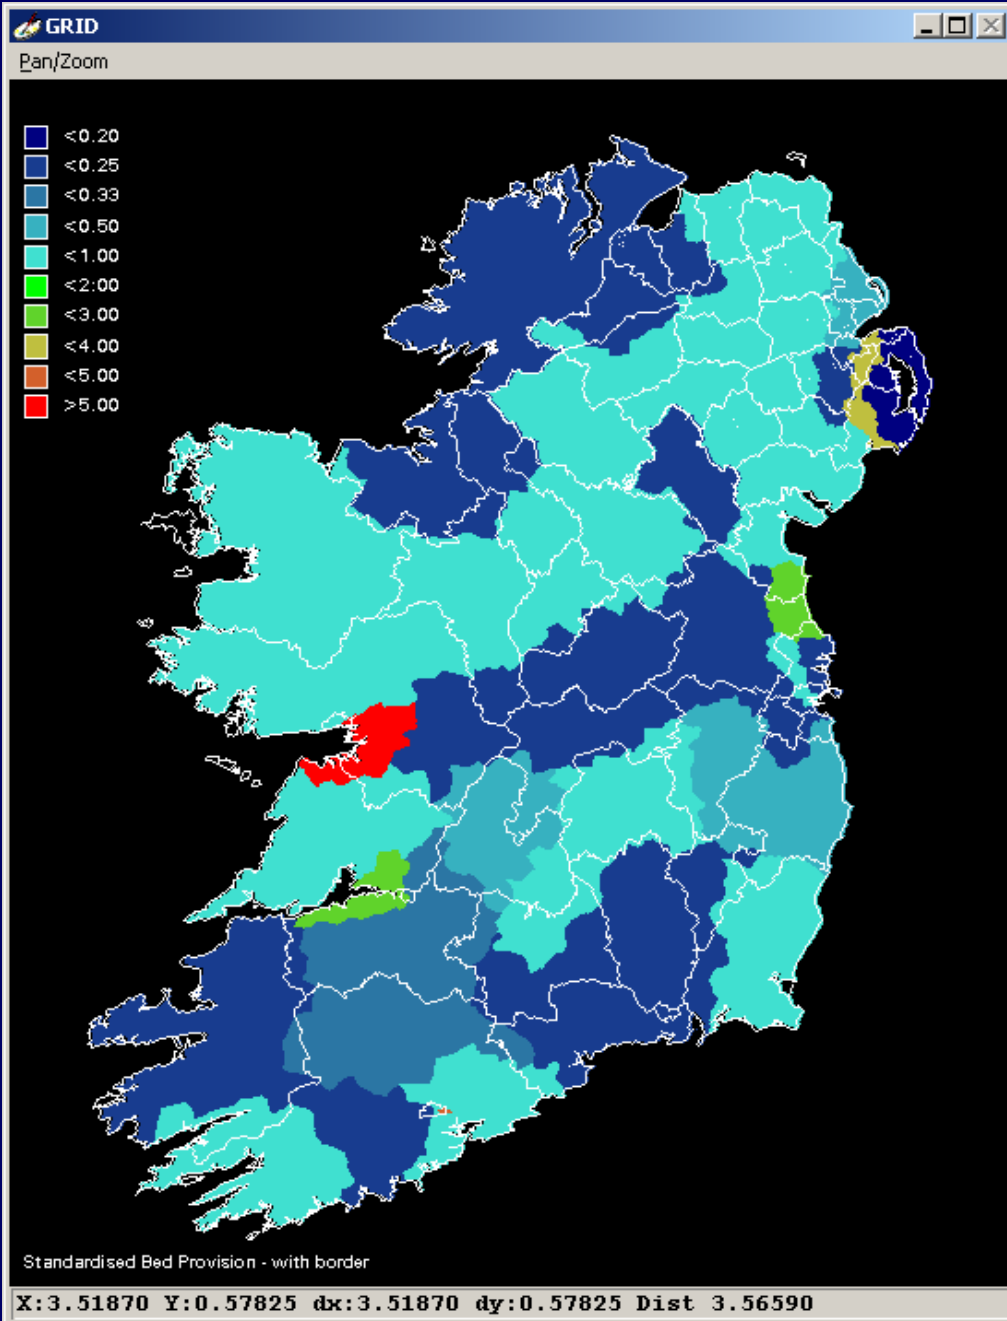 GRID
Pan/Zoom
<0.20
<0.25
<0.33
<0.50
<1.00
<2.00
<3.00
<4.00
<5.00
>5.00
Standardised Bed Provision - with border
X:3.51870 Y:0.57825 dx:3.51870 dy:0.57825 Dist 3.56590